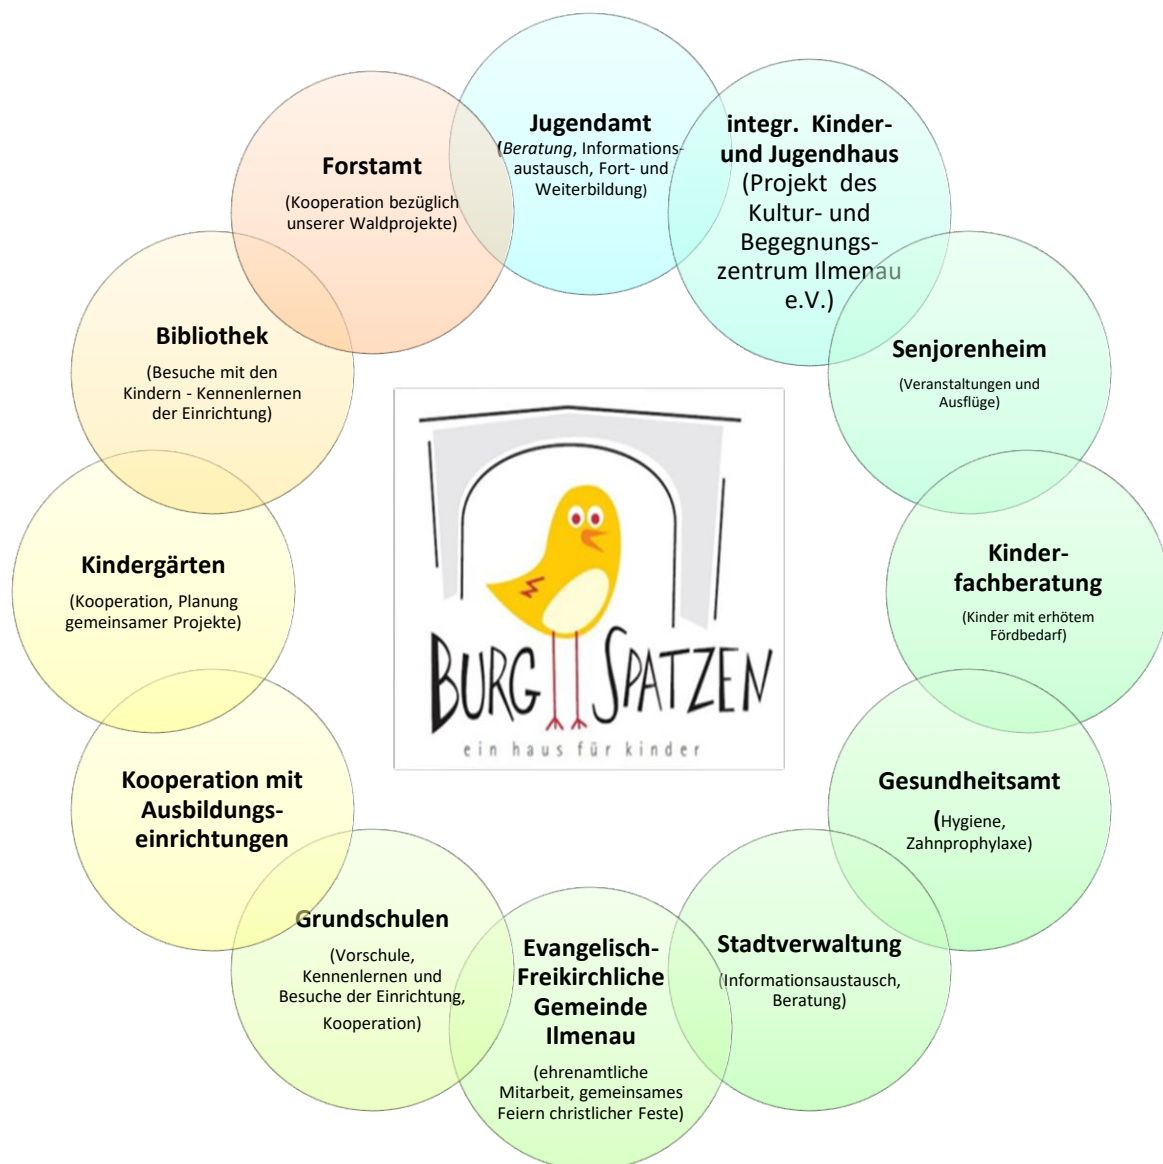 Jugendamt
(Beratung, Informations-
austausch, Fort- und
Weiterbildung)
integr. Kinder-
und Jugendhaus
(Projekt des
Kultur- und
Begegnungs-
zentrum Ilmenau
e.V.)
Senjorenheim
(Veranstaltungen und
Ausflüge)
Kinder-
fachberatung
(Kinder mit erhötem
Fördbedarf)
Gesundheitsamt
(Hygiene,
Zahnprophylaxe)
Stadtverwaltung
(Informationsaustausch,
Beratung)
Evangelisch-
Freikirchliche
Gemeinde
Ilmenau
(ehrenamtliche
Mitarbeit, gemeinsames
Feiern christlicher Feste)
Grundschulen
(Vorschule,
Kennenlernen und
Besuche der Einrichtung,
Kooperation)
Kooperation mit
Ausbildungs-
einrichtungen
Kindergärten
(Kooperation, Planung
gemeinsamer Projekte)
Bibliothek
(Besuche mit den
Kindern - Kennenlernen
der Einrichtung)
Forstamt
(Kooperation bezüglich
unserer Waldprojekte)
BURG SPATZEN
ein haus für kinder